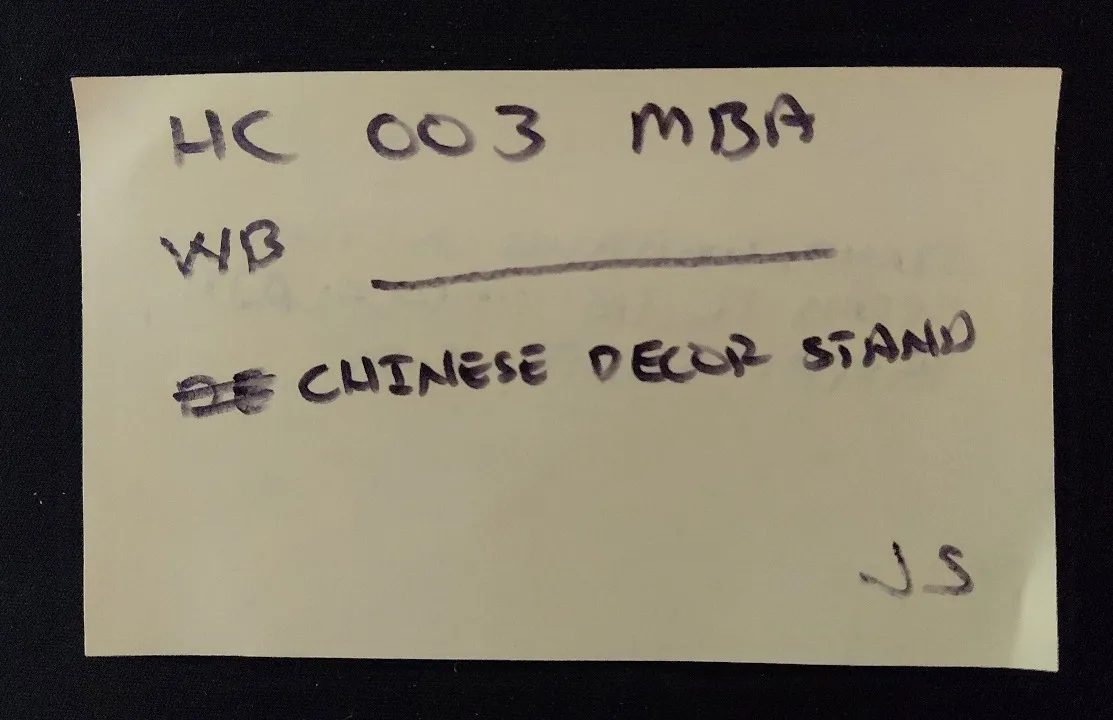 HC 003 MBA
WB
CHINESE DECOR STAND
JS